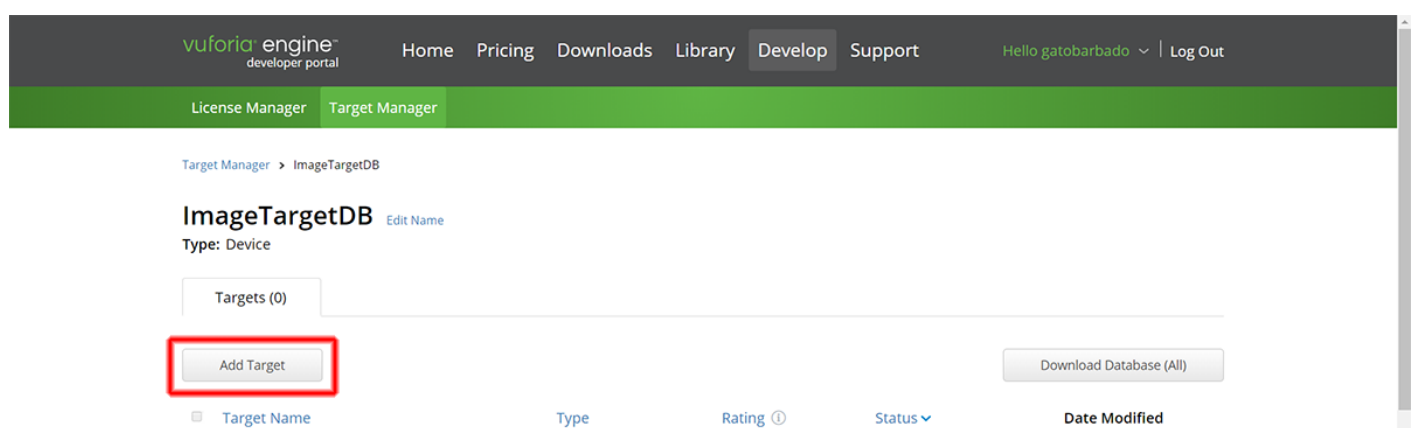 vuforia engine™ Home Pricing Downloads Library Develop Support Hello gatobarbado | Log Out
developer portal
License Manager Target Manager
Target Manager > ImageTargetDB
ImageTargetDB Edit Name
Type: Device
Targets (0)
Add Target Download Database (All)
Target Name Type Rating Status Date Modified